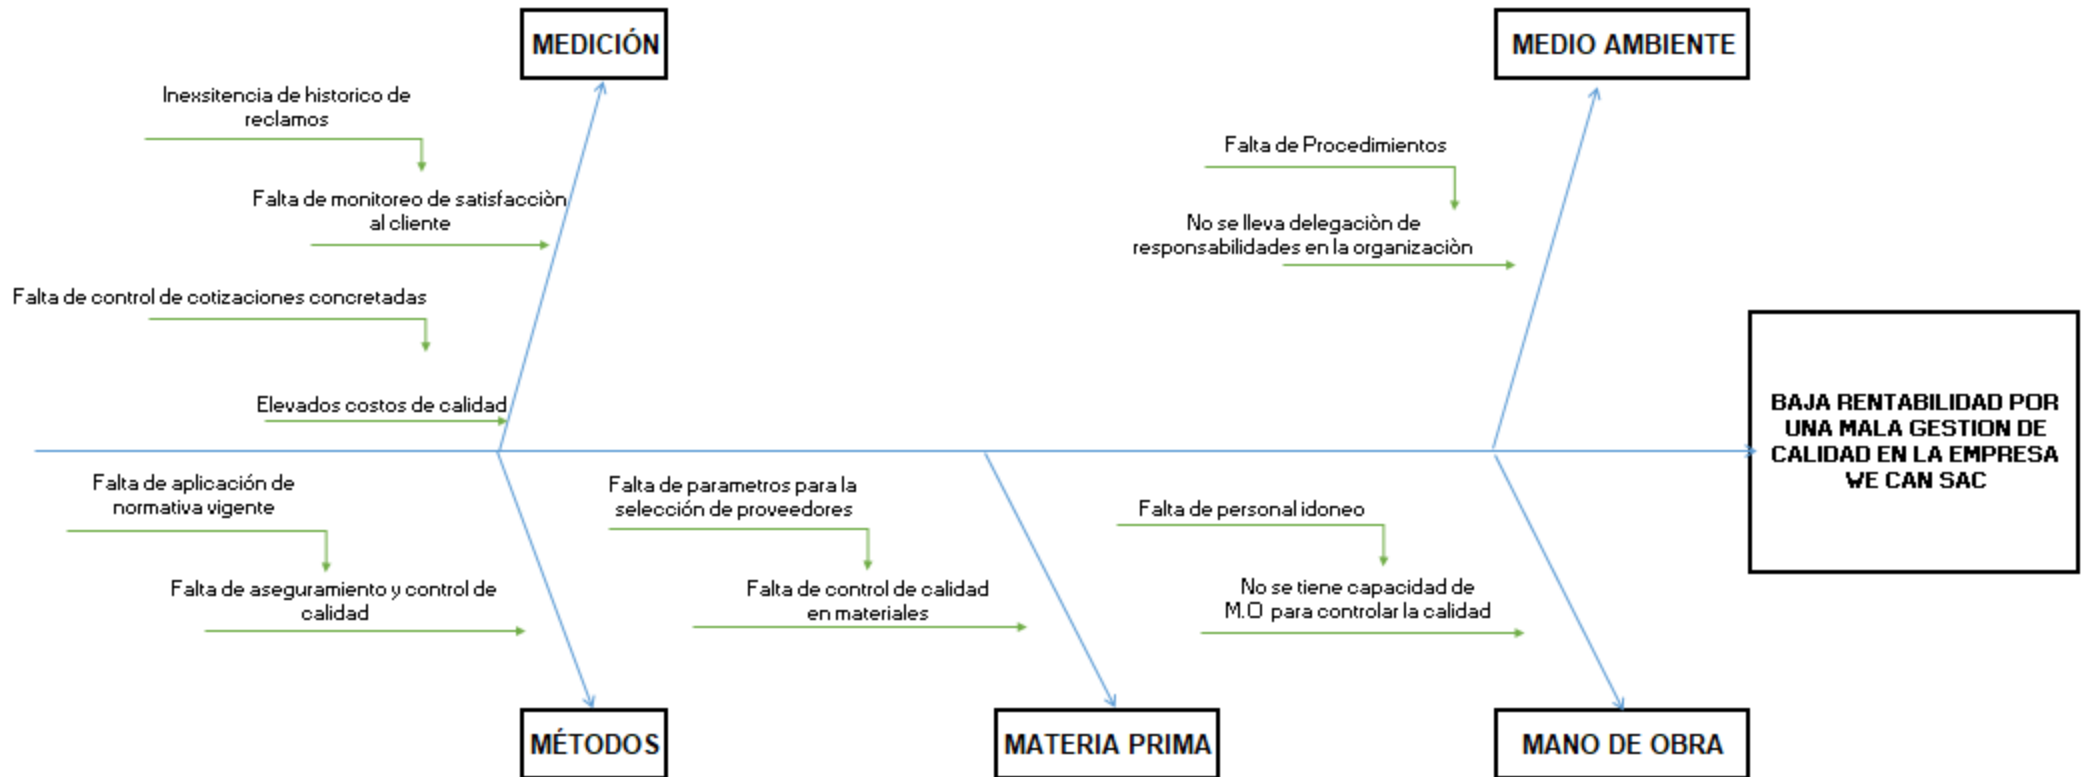 MEDICIÓN
MEDIO AMBIENTE
Inexsitencia de historico de
reclamos
Falta de Procedimientos
Falta de monitoreo de satisfacciòn
al cliente
No se lleva delegaciòn de
responsabilidades en la organizaciòn
Falta de control de cotizaciones concretadas
Elevados costos de calidad
BAJA RENTABILIDAD POR
UNA MALA GESTION DE
CALIDAD EN LA EMPRESA
WE CAN SAC
Falta de aplicación de
normativa vigente
Falta de parametros para la
selección de proveedores
Falta de personal idoneo
Falta de aseguramiento y control de
calidad
Falta de control de calidad
en materiales
No se tiene capacidad de
M.O para controlar la calidad
MÉTODOS
MATERIA PRIMA
MANO DE OBRA